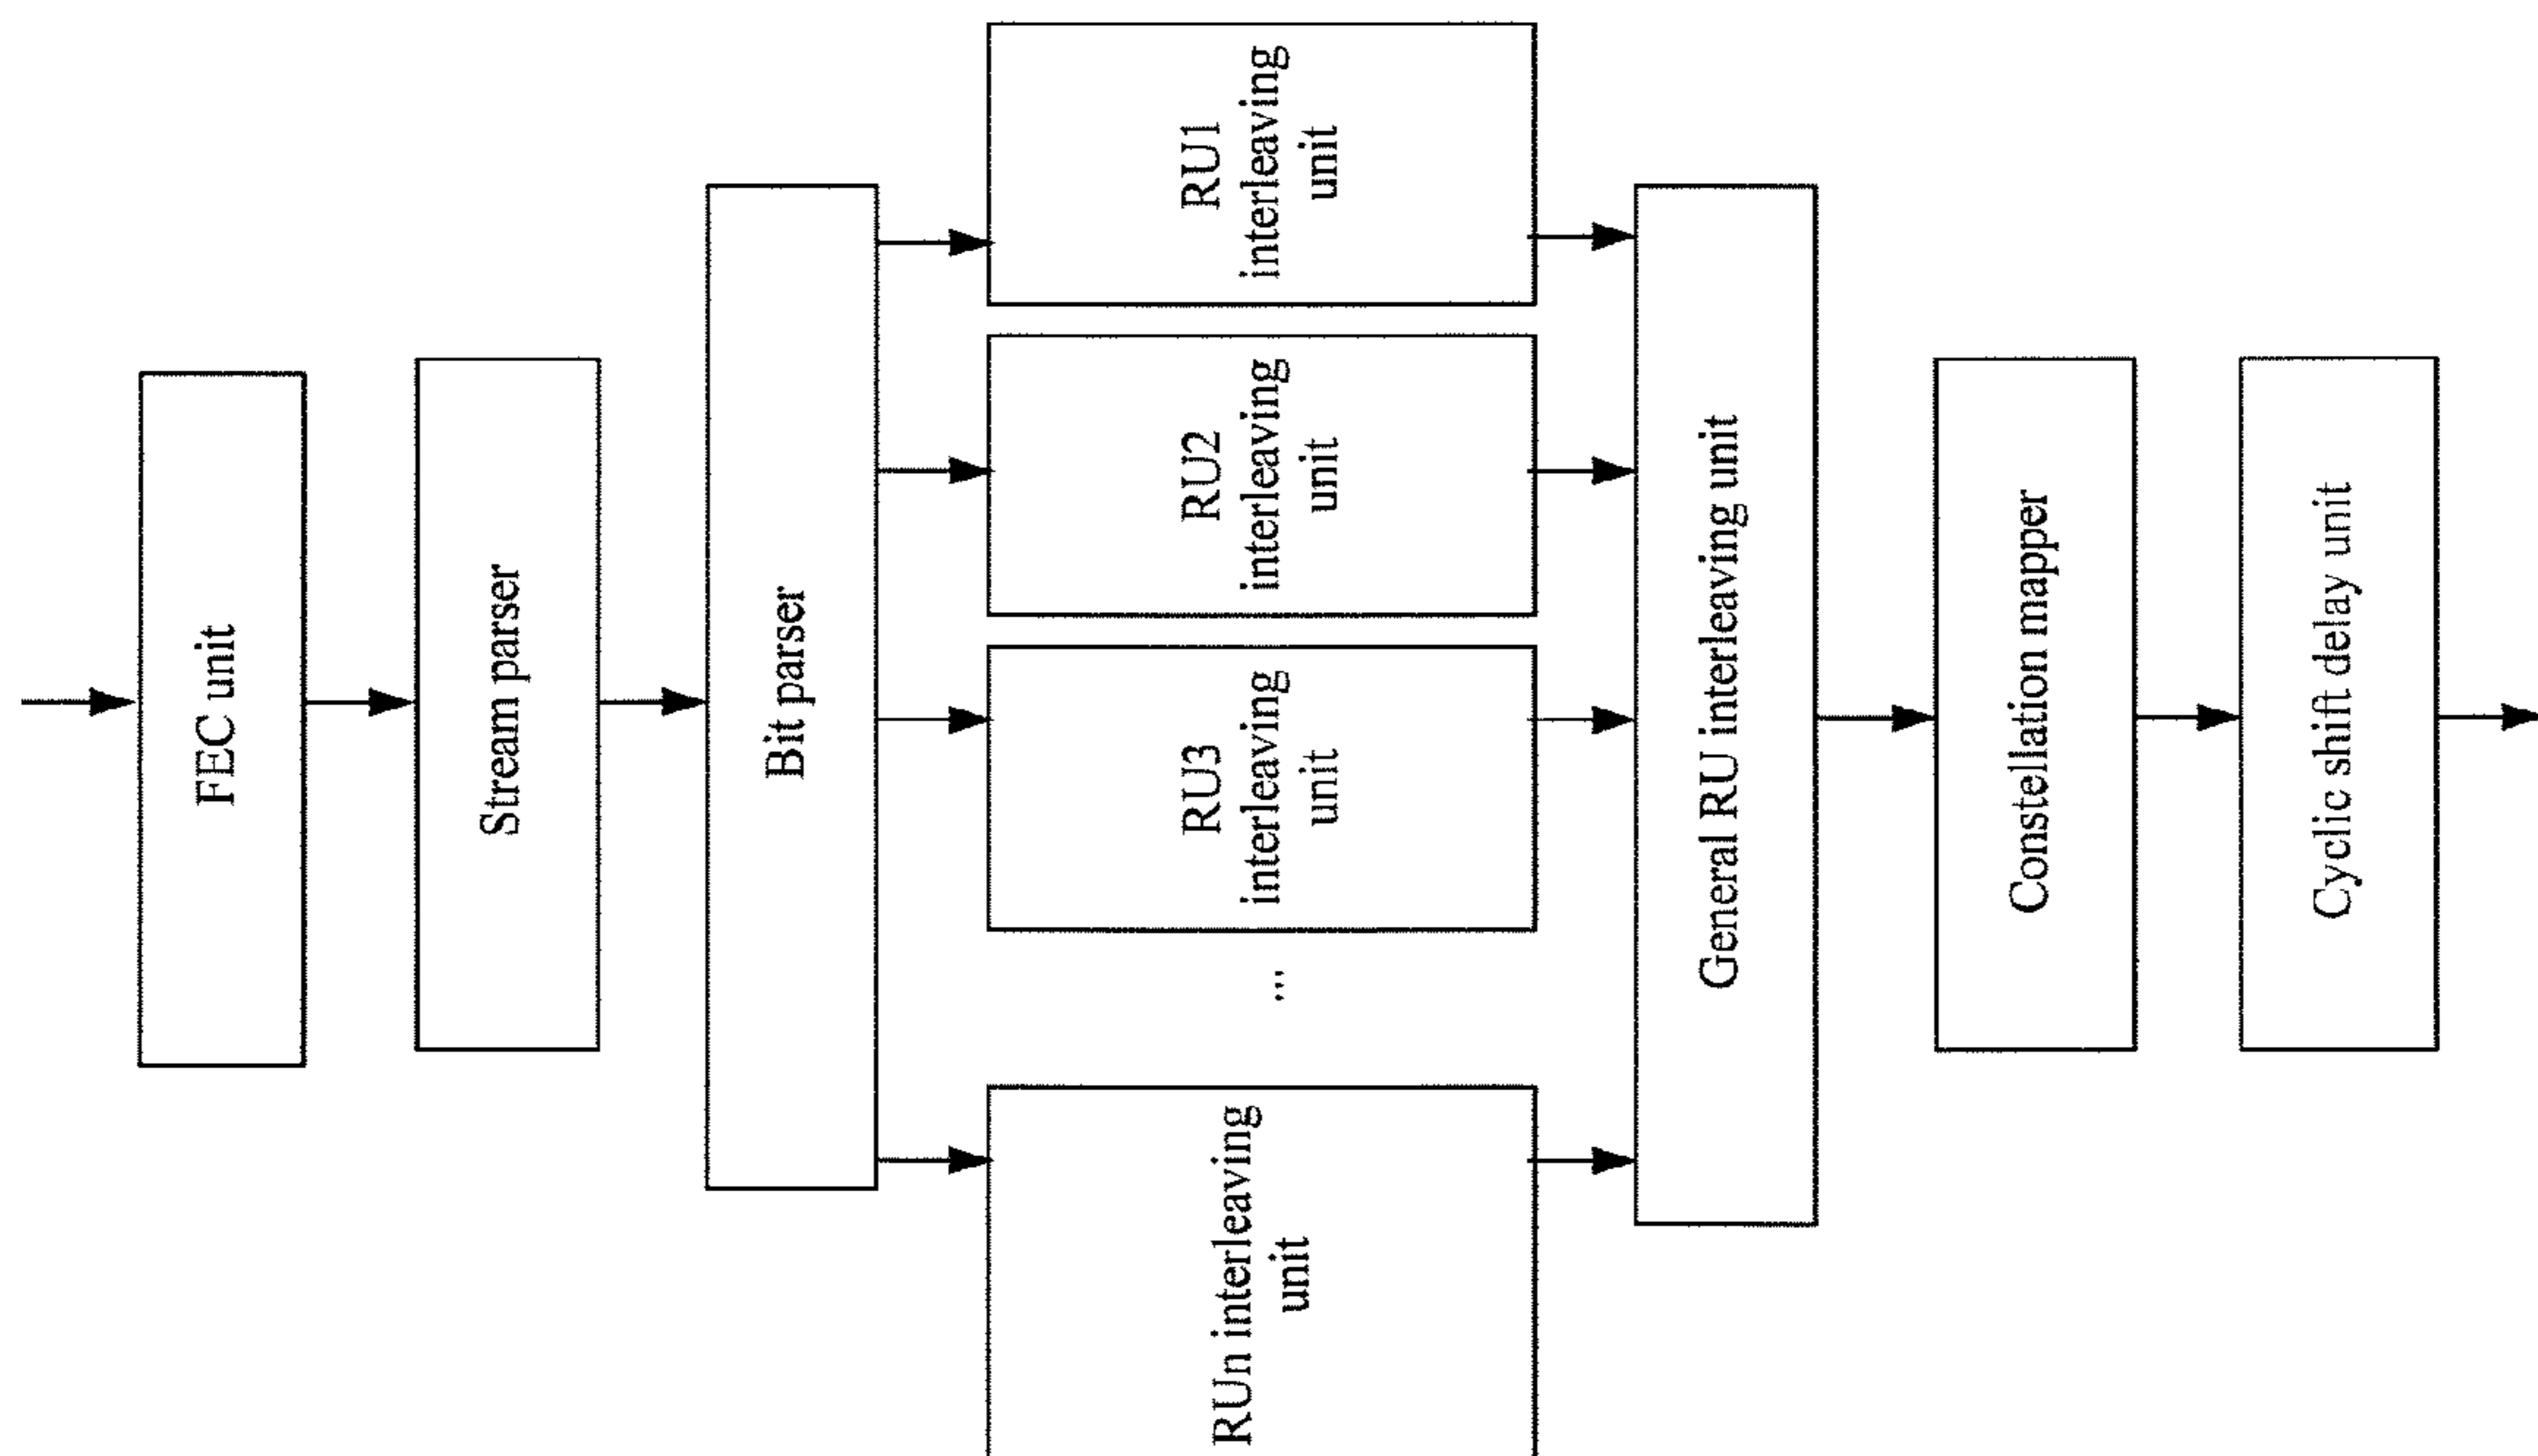 FEC unit
Stream parser
Bit parser
RU1
interleaving
unit
RU2
interleaving
unit
RU3
interleaving
unit
...
RUn interleaving
unit
General RU interleaving unit
Constellation mapper
Cyclic shift delay unit